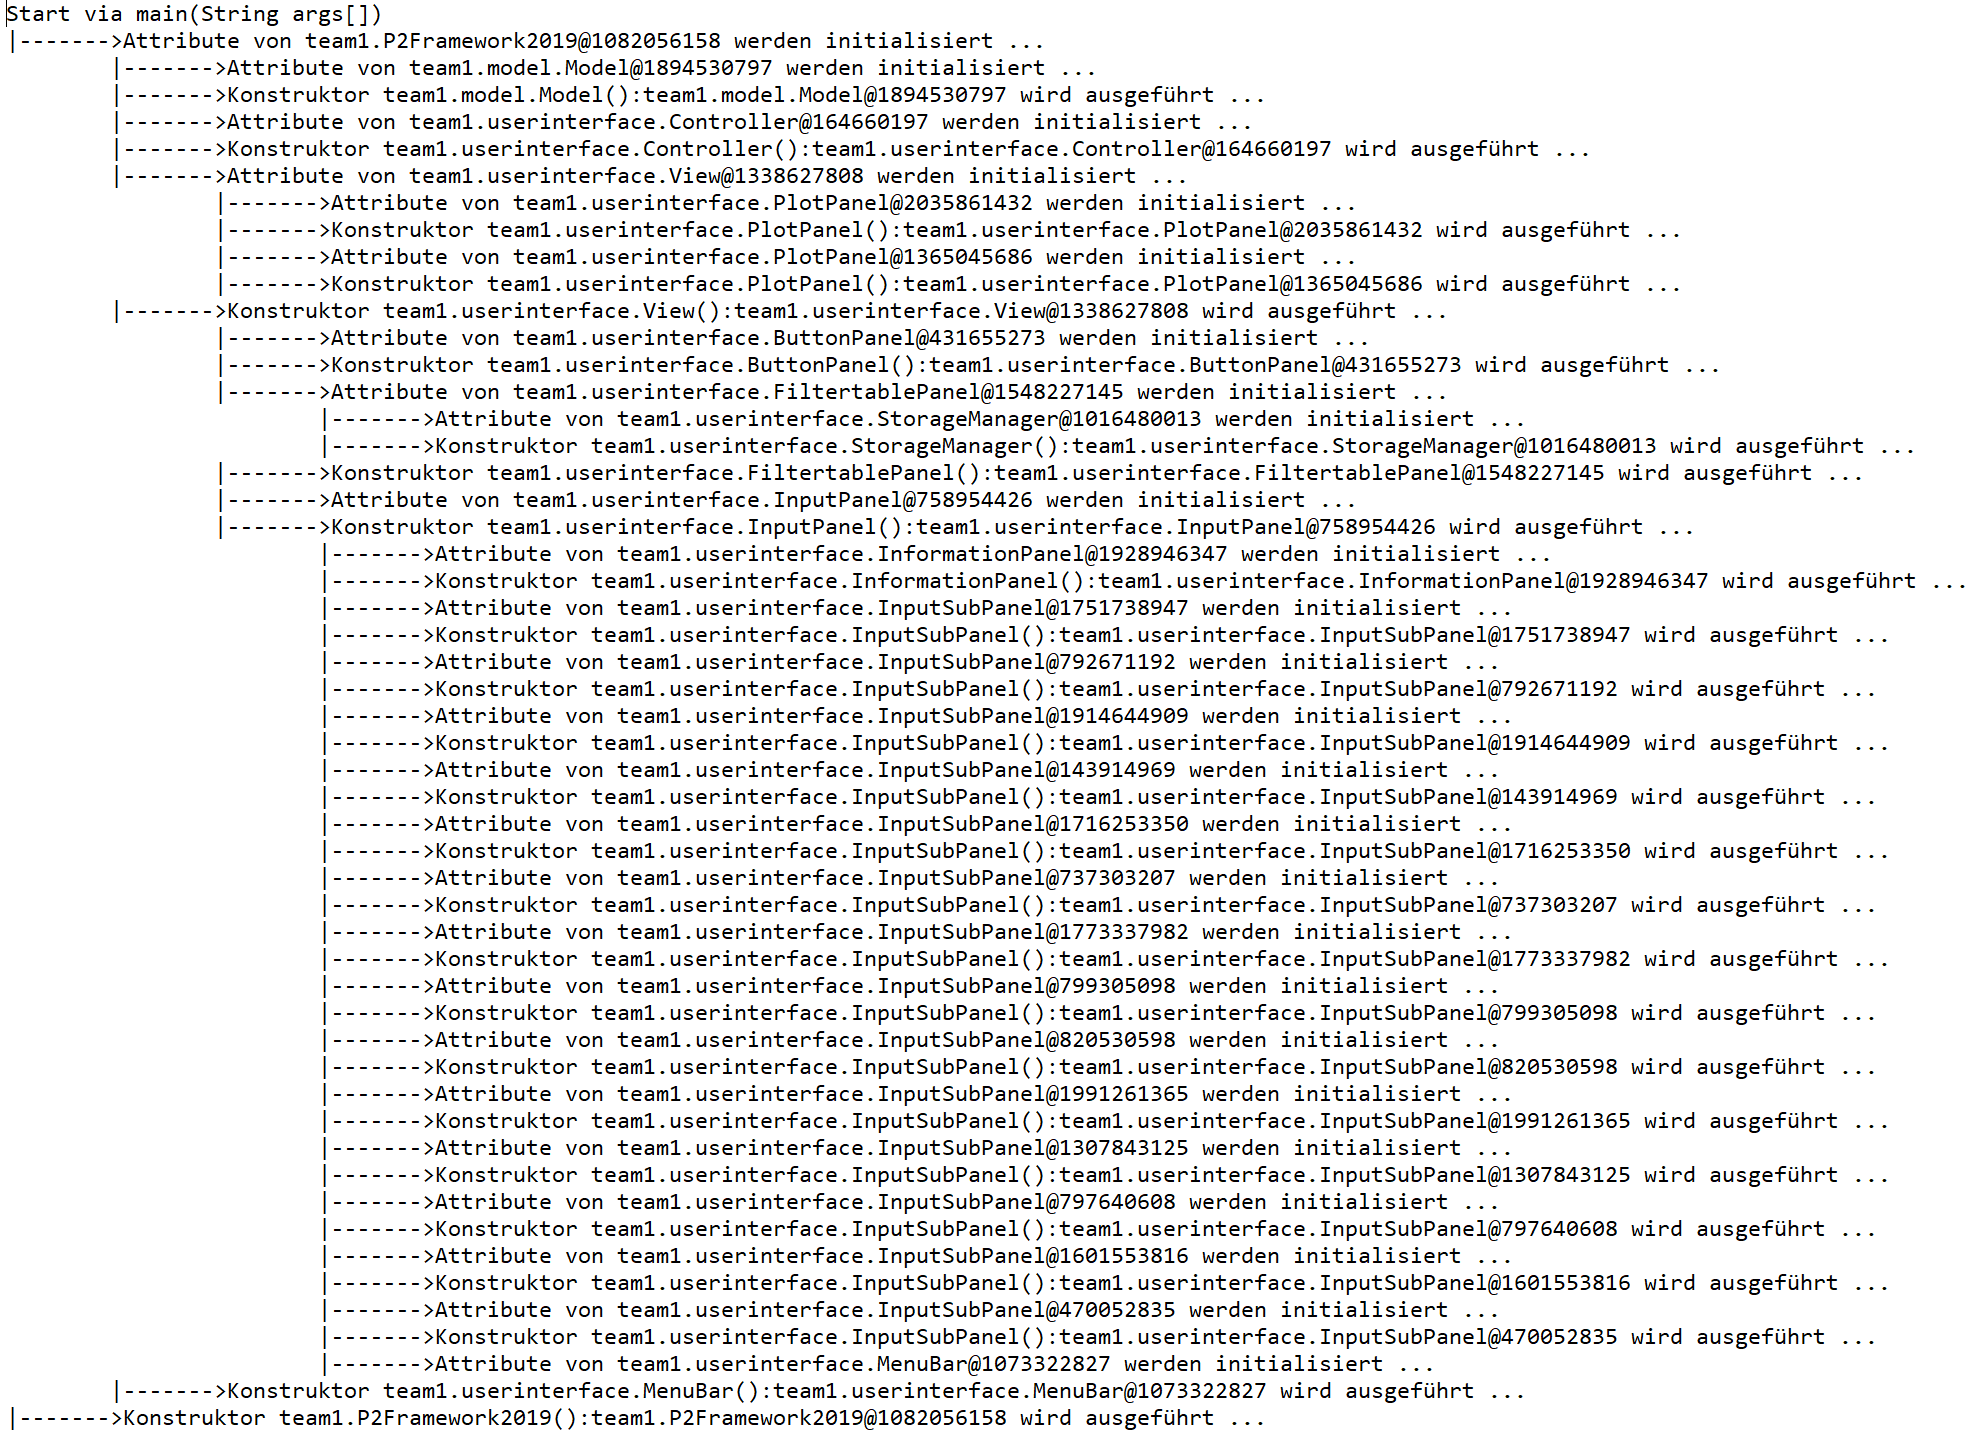 Start via main(String args[])
|------->Attribute von team1.P2Framework2019@1082056158 werden initialisiert ...
        |------->Attribute von team1.model.Model@1894530797 werden initialisiert ...
        |------->Konstruktor team1.model.Model():team1.model.Model@1894530797 wird ausgeführt ...
        |------->Attribute von team1.userinterface.Controller@164660197 werden initialisiert ...
        |------->Konstruktor team1.userinterface.Controller():team1.userinterface.Controller@164660197 wird ausgeführt ...
        |------->Attribute von team1.userinterface.View@1338627808 werden initialisiert ...
                |------->Attribute von team1.userinterface.PlotPanel@2035861432 werden initialisiert ...
                |------->Konstruktor team1.userinterface.PlotPanel():team1.userinterface.PlotPanel@2035861432 wird ausgeführt ...
                |------->Attribute von team1.userinterface.PlotPanel@1365045686 werden initialisiert ...
                |------->Konstruktor team1.userinterface.PlotPanel():team1.userinterface.PlotPanel@1365045686 wird ausgeführt ...
        |------->Konstruktor team1.userinterface.View():team1.userinterface.View@1338627808 wird ausgeführt ...
                |------->Attribute von team1.userinterface.ButtonPanel@431655273 werden initialisiert ...
                |------->Konstruktor team1.userinterface.ButtonPanel():team1.userinterface.ButtonPanel@431655273 wird ausgeführt ...
                |------->Attribute von team1.userinterface.FiltertablePanel@1548227145 werden initialisiert ...
                        |------->Attribute von team1.userinterface.StorageManager@1016480013 werden initialisiert ...
                        |------->Konstruktor team1.userinterface.StorageManager():team1.userinterface.StorageManager@1016480013 wird ausgeführt ...
                |------->Konstruktor team1.userinterface.FiltertablePanel():team1.userinterface.FiltertablePanel@1548227145 wird ausgeführt ...
                |------->Attribute von team1.userinterface.InputPanel@758954426 werden initialisiert ...
                |------->Konstruktor team1.userinterface.InputPanel():team1.userinterface.InputPanel@758954426 wird ausgeführt ...
                        |------->Attribute von team1.userinterface.InformationPanel@1928946347 werden initialisiert ...
                        |------->Konstruktor team1.userinterface.InformationPanel():team1.userinterface.InformationPanel@1928946347 wird ausgeführt ...
                        |------->Attribute von team1.userinterface.InputSubPanel@1751738947 werden initialisiert ...
                        |------->Konstruktor team1.userinterface.InputSubPanel():team1.userinterface.InputSubPanel@1751738947 wird ausgeführt ...
                        |------->Attribute von team1.userinterface.InputSubPanel@792671192 werden initialisiert ...
                        |------->Konstruktor team1.userinterface.InputSubPanel():team1.userinterface.InputSubPanel@792671192 wird ausgeführt ...
                        |------->Attribute von team1.userinterface.InputSubPanel@1914644909 werden initialisiert ...
                        |------->Konstruktor team1.userinterface.InputSubPanel():team1.userinterface.InputSubPanel@1914644909 wird ausgeführt ...
                        |------->Attribute von team1.userinterface.InputSubPanel@143914969 werden initialisiert ...
                        |------->Konstruktor team1.userinterface.InputSubPanel():team1.userinterface.InputSubPanel@143914969 wird ausgeführt ...
                        |------->Attribute von team1.userinterface.InputSubPanel@1716253350 werden initialisiert ...
                        |------->Konstruktor team1.userinterface.InputSubPanel():team1.userinterface.InputSubPanel@1716253350 wird ausgeführt ...
                        |------->Attribute von team1.userinterface.InputSubPanel@737303207 werden initialisiert ...
                        |------->Konstruktor team1.userinterface.InputSubPanel():team1.userinterface.InputSubPanel@737303207 wird ausgeführt ...
                        |------->Attribute von team1.userinterface.InputSubPanel@1773337982 werden initialisiert ...
                        |------->Konstruktor team1.userinterface.InputSubPanel():team1.userinterface.InputSubPanel@1773337982 wird ausgeführt ...
                        |------->Attribute von team1.userinterface.InputSubPanel@799305098 werden initialisiert ...
                        |------->Konstruktor team1.userinterface.InputSubPanel():team1.userinterface.InputSubPanel@799305098 wird ausgeführt ...
                        |------->Attribute von team1.userinterface.InputSubPanel@820530598 werden initialisiert ...
                        |------->Konstruktor team1.userinterface.InputSubPanel():team1.userinterface.InputSubPanel@820530598 wird ausgeführt ...
                        |------->Attribute von team1.userinterface.InputSubPanel@1991261365 werden initialisiert ...
                        |------->Konstruktor team1.userinterface.InputSubPanel():team1.userinterface.InputSubPanel@1991261365 wird ausgeführt ...
                        |------->Attribute von team1.userinterface.InputSubPanel@1307843125 werden initialisiert ...
                        |------->Konstruktor team1.userinterface.InputSubPanel():team1.userinterface.InputSubPanel@1307843125 wird ausgeführt ...
                        |------->Attribute von team1.userinterface.InputSubPanel@797640608 werden initialisiert ...
                        |------->Konstruktor team1.userinterface.InputSubPanel():team1.userinterface.InputSubPanel@797640608 wird ausgeführt ...
                        |------->Attribute von team1.userinterface.InputSubPanel@1601553816 werden initialisiert ...
                        |------->Konstruktor team1.userinterface.InputSubPanel():team1.userinterface.InputSubPanel@1601553816 wird ausgeführt ...
                        |------->Attribute von team1.userinterface.InputSubPanel@470052835 werden initialisiert ...
                        |------->Konstruktor team1.userinterface.InputSubPanel():team1.userinterface.InputSubPanel@470052835 wird ausgeführt ...
                        |------->Attribute von team1.userinterface.MenuBar@1073322827 werden initialisiert ...
        |------->Konstruktor team1.userinterface.MenuBar():team1.userinterface.MenuBar@1073322827 wird ausgeführt ...
|------->Konstruktor team1.P2Framework2019():team1.P2Framework2019@1082056158 wird ausgeführt ...